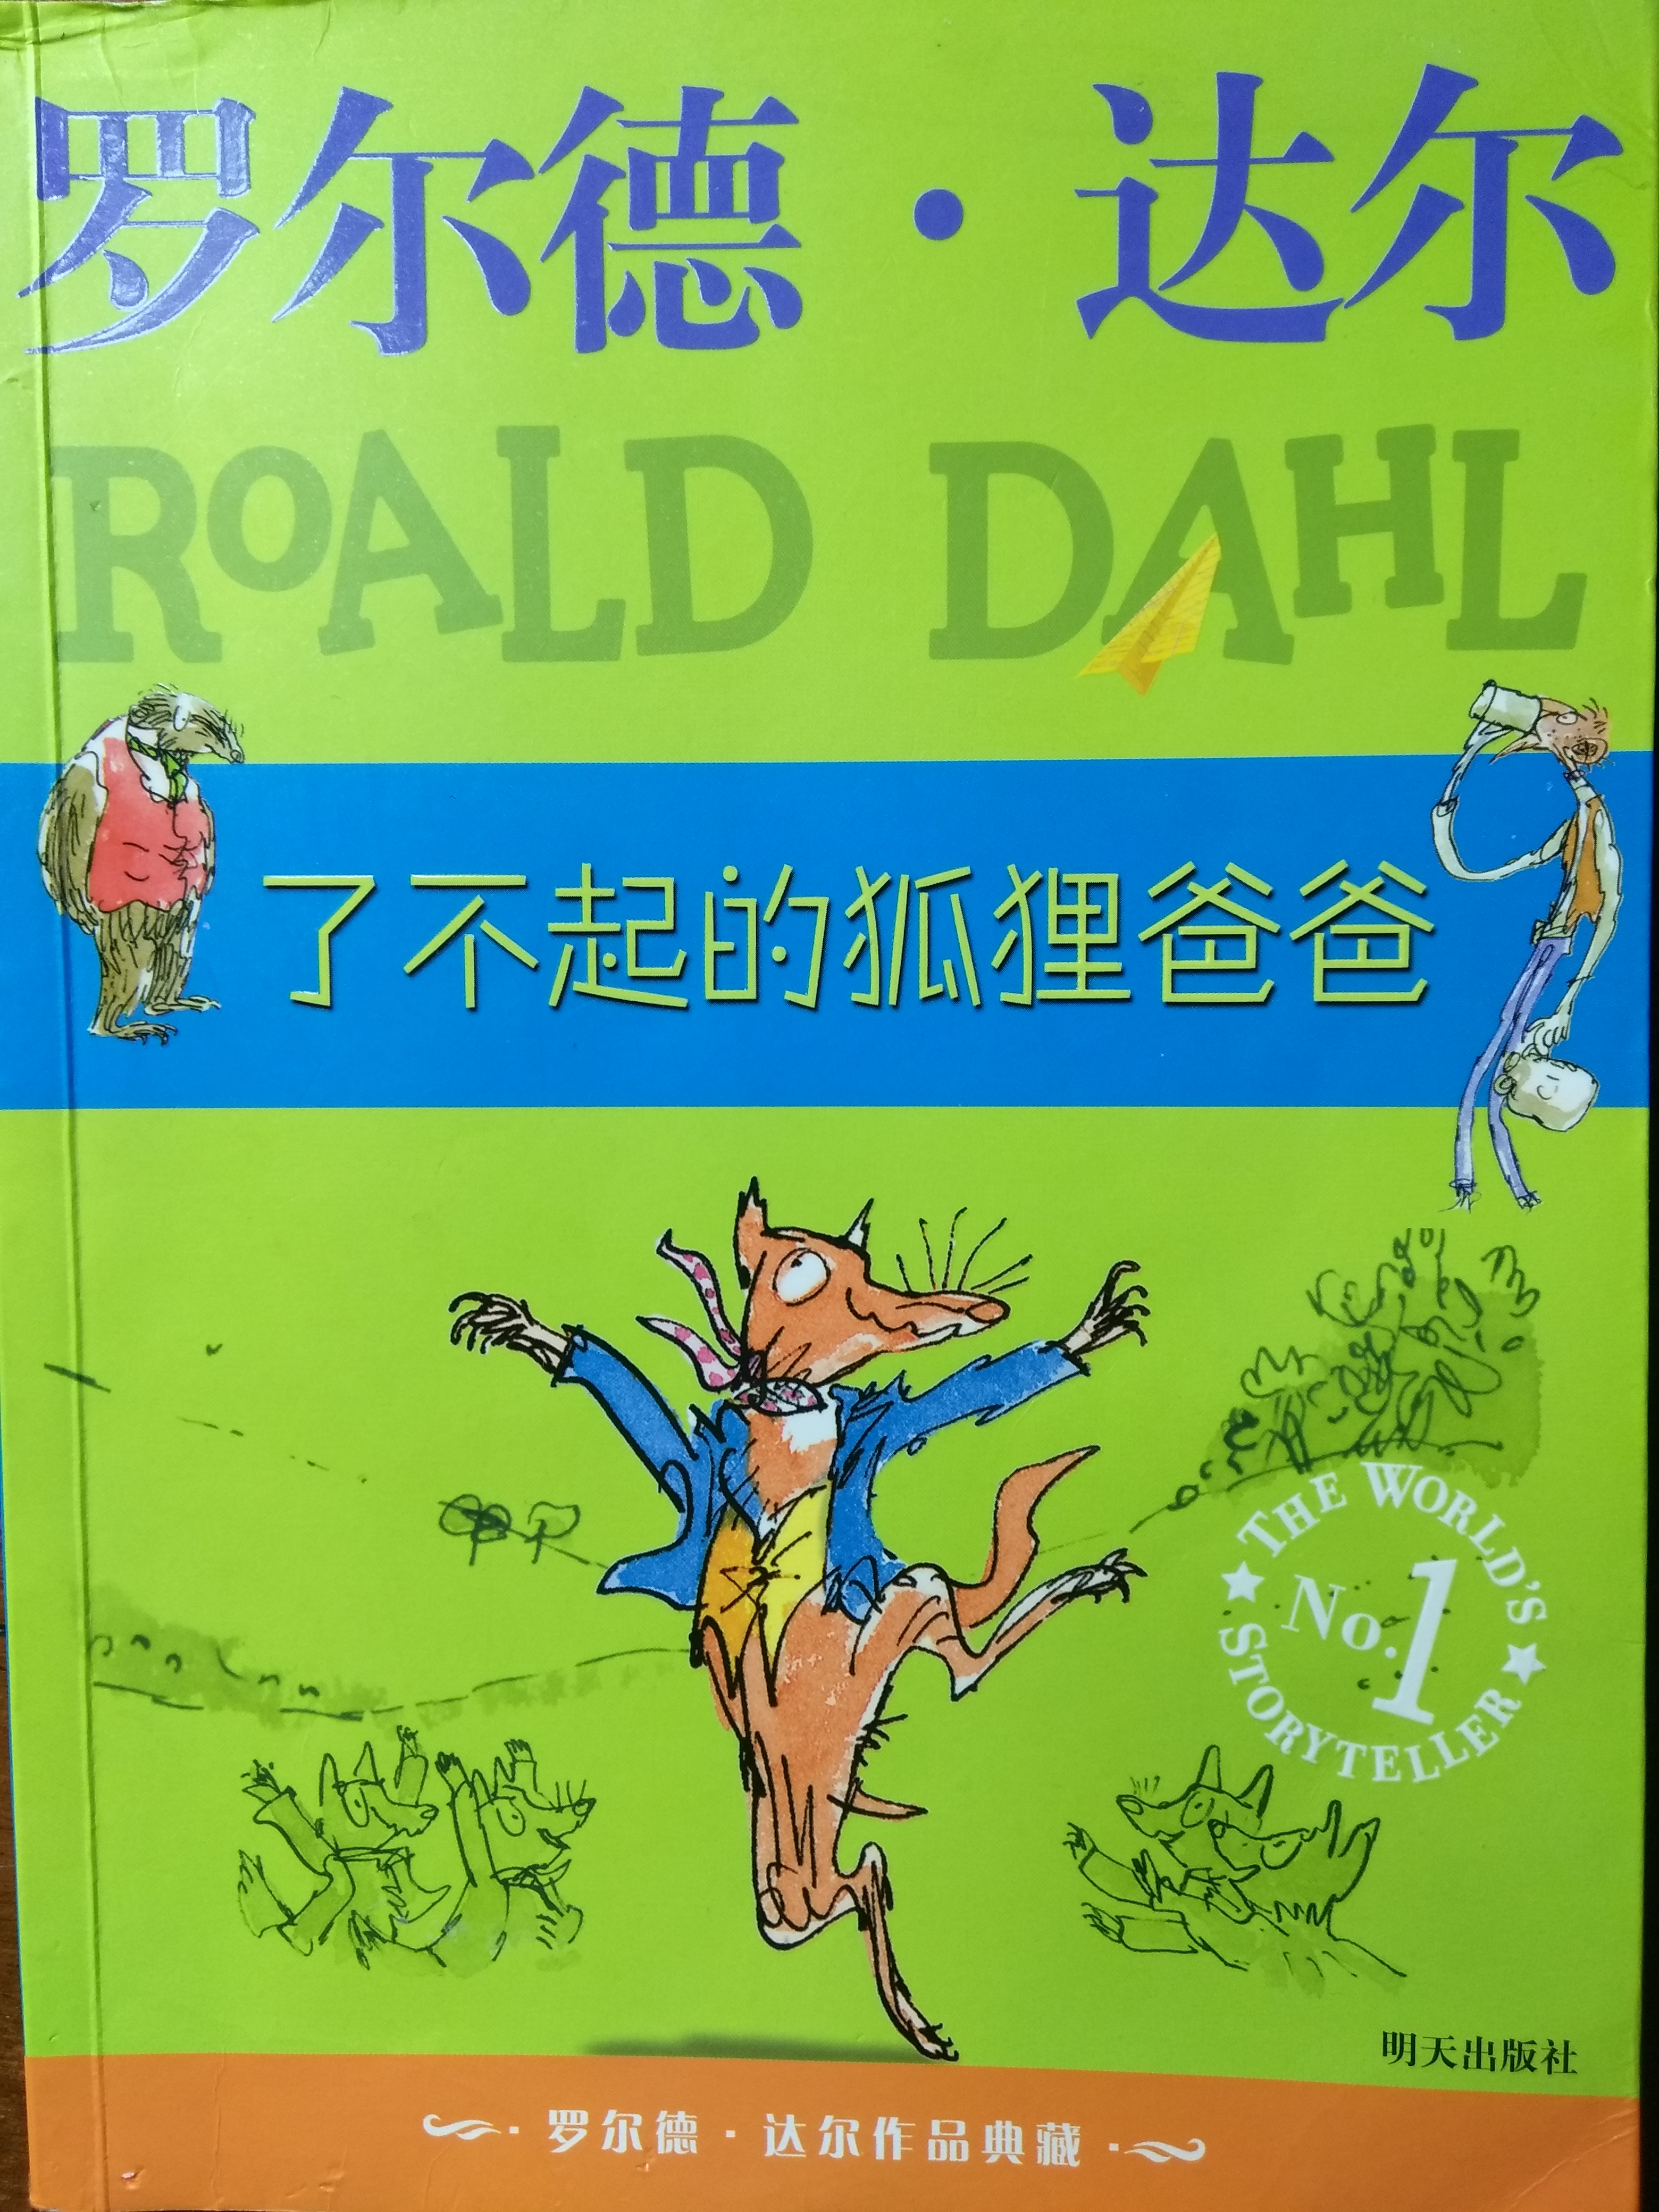 罗尔德·达尔
ROALD DAHL
了不起的狐狸爸爸
THE WORLD'S
No.1
STORYTELLER
明天出版社
罗尔德·达尔作品典藏